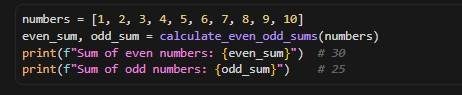 numbers = [1, 2, 3, 4, 5, 6, 7, 8, 9, 10]
even_sum, odd_sum = calculate_even_odd_sums(numbers)
print(f"Sum of even numbers: {even_sum}")  # 30
print(f"Sum of odd numbers: {odd_sum}")    # 25